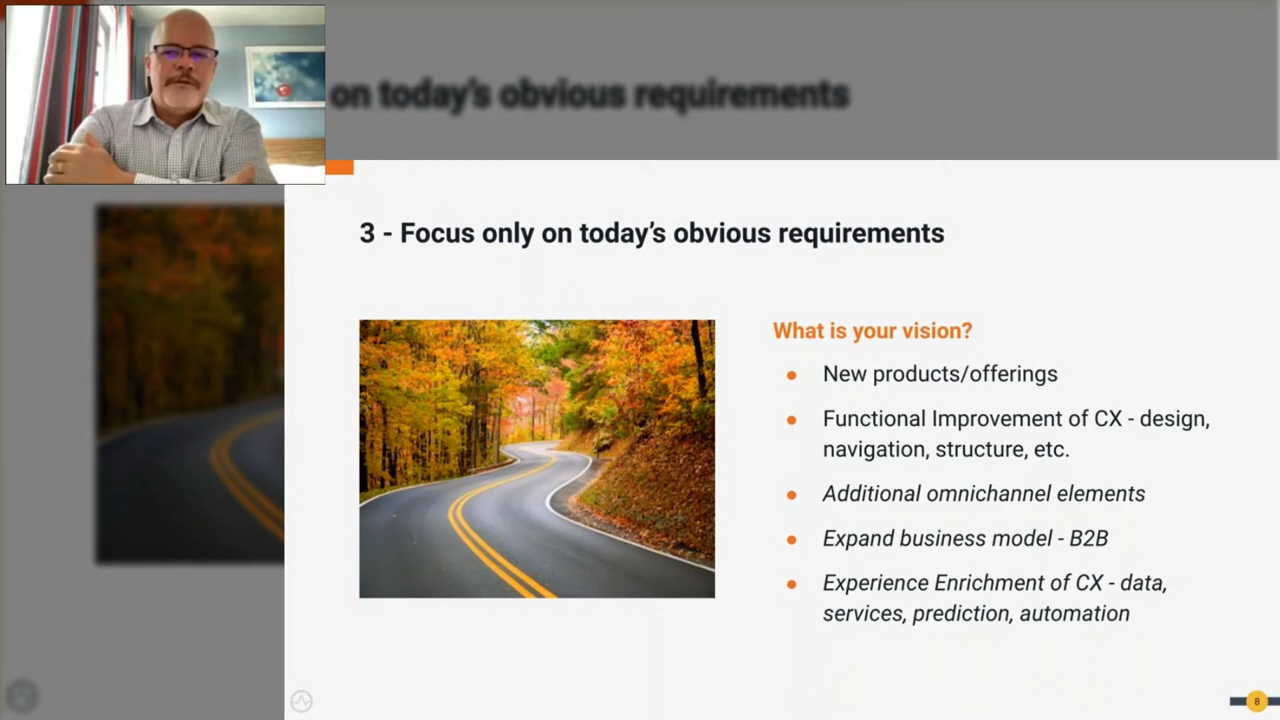 on today's obvious requirements
3 - Focus only on today's obvious requirements
What is your vision?
● New products/offerings
● Functional Improvement of CX - design,
navigation, structure, etc.
● Additional omnichannel elements
● Expand business model - B2B
● Experience Enrichment of CX - data,
services, prediction, automation
8